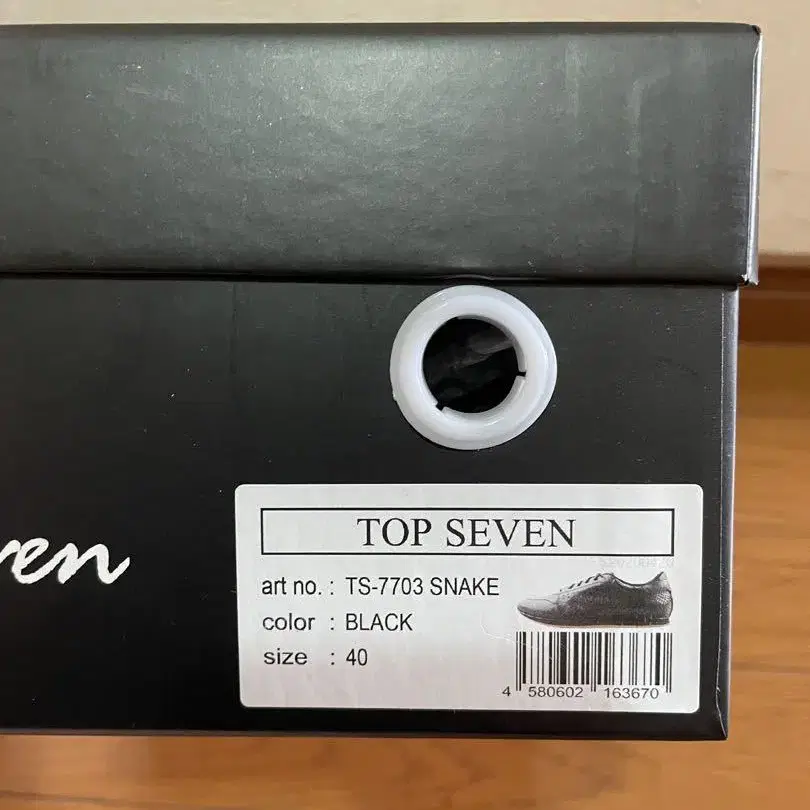 ven
TOP SEVEN
art no. : TS-7703 SNAKE
color : BLACK
size : 40
4 580602 163670